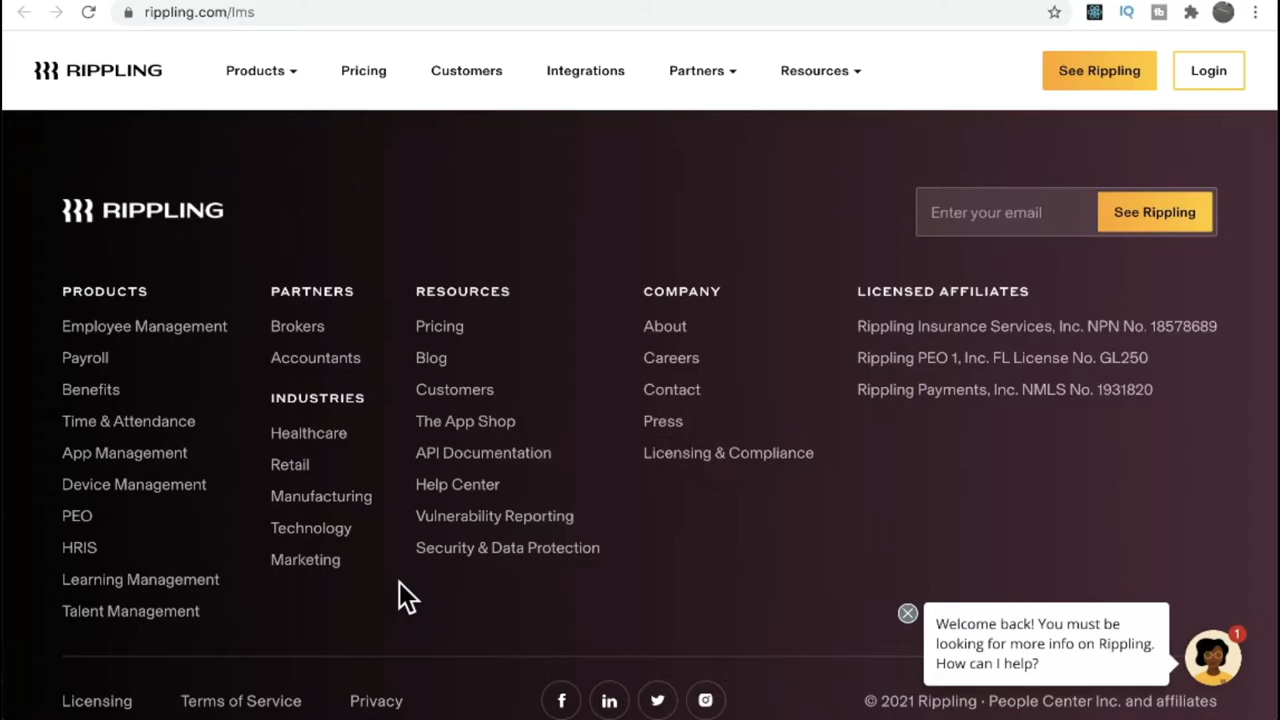 rippling.com/lms
IQ
RIPPLING
Products
Pricing
Customers
Integrations
Partners
Resources
See Rippling
Login
RIPPLING
Enter your email
See Rippling
PRODUCTS
Employee Management
Payroll
Benefits
Time & Attendance
App Management
Device Management
PEO
HRIS
Learning Management
Talent Management
PARTNERS
Brokers
Accountants
INDUSTRIES
Healthcare
Retail
Manufacturing
Technology
Marketing
RESOURCES
Pricing
Blog
Customers
The App Shop
API Documentation
Help Center
Vulnerability Reporting
Security & Data Protection
COMPANY
About
Careers
Contact
Press
Licensing & Compliance
LICENSED AFFILIATES
Rippling Insurance Services, Inc. NPN No. 18578689
Rippling PEO 1, Inc. FL License No. GL250
Rippling Payments, Inc. NMLS No. 1931820
Welcome back! You must be
looking for more info on Rippling.
How can I help?
1
Licensing
Terms of Service
Privacy
f
in
© 2021 Rippling · People Center Inc. and affiliates